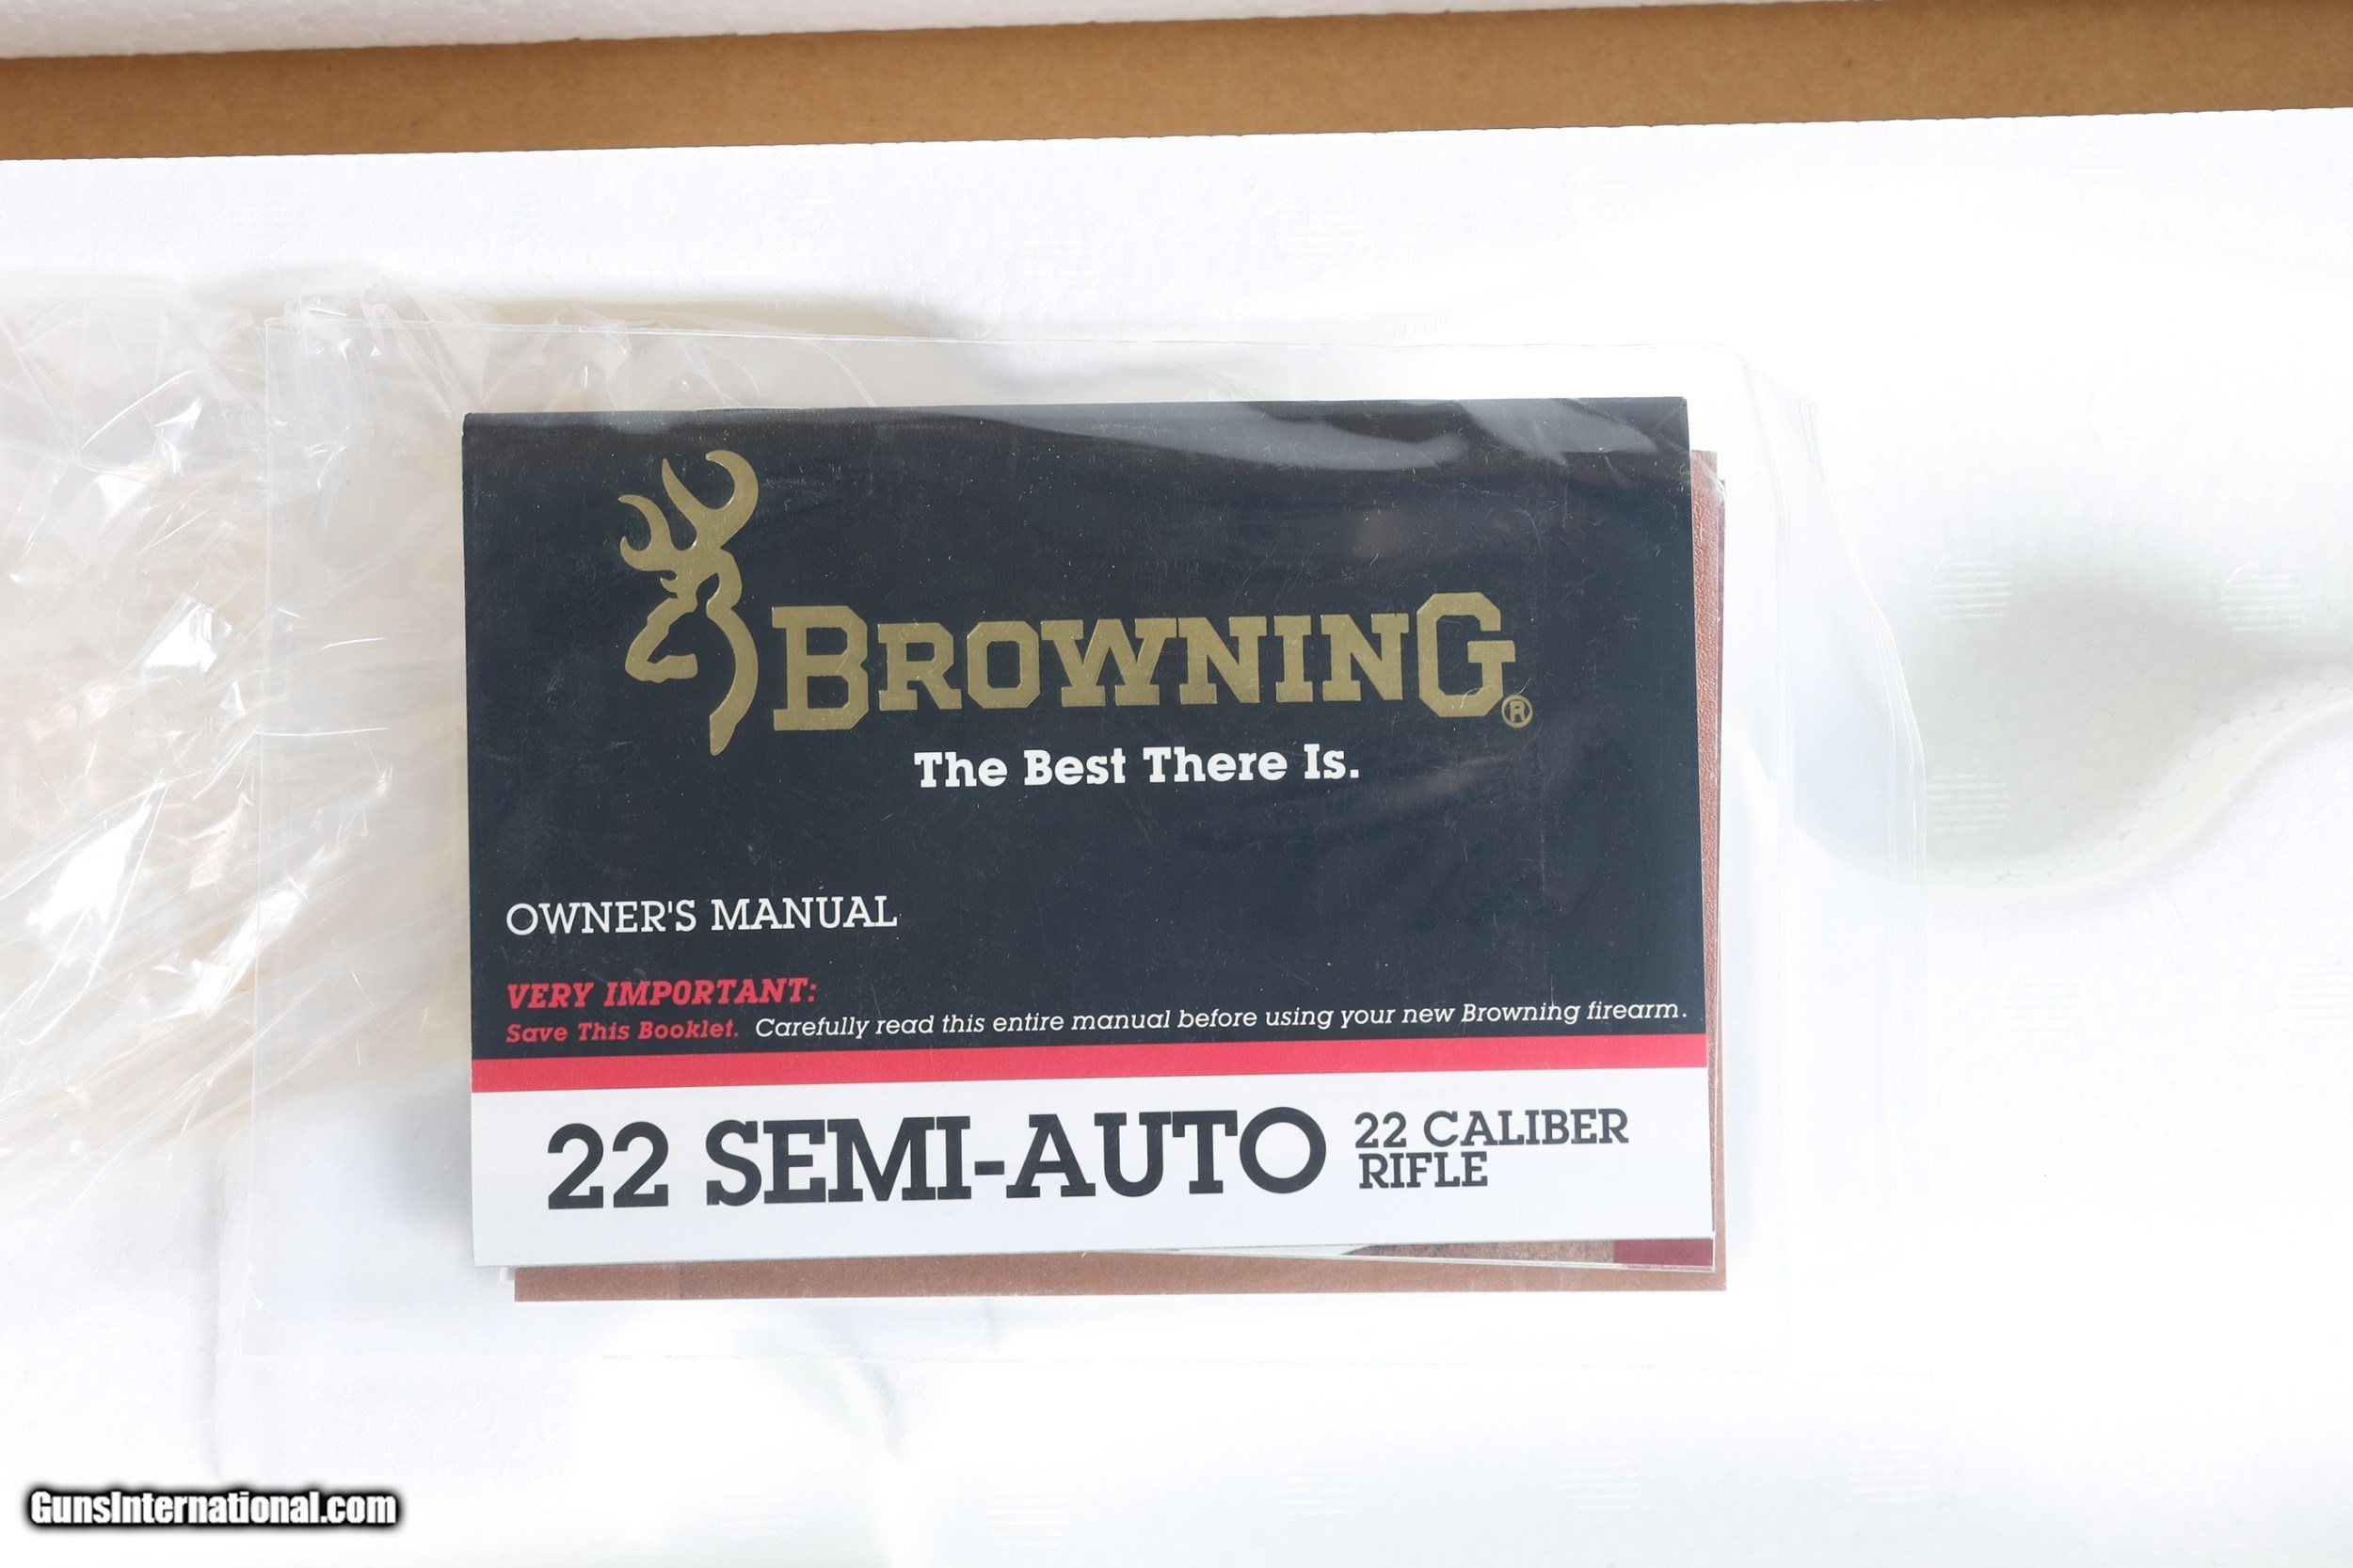 BROWNING®
The Best There Is.
OWNER'S MANUAL
VERY IMPORTANT:
Save This Booklet. Carefully read this entire manual before using your new Browning firearm.
22 SEMI-AUTO 22 CALIBER
RIFLE
GunsInternational.com